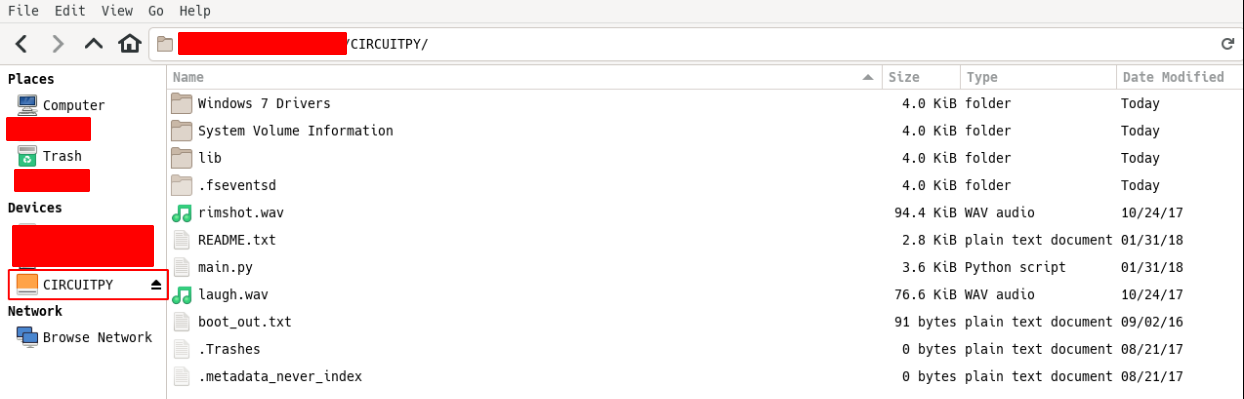 File Edit View Go Help
/CIRCUITPY/
Places
Computer
Trash
Devices
CIRCUITPY
Network
Browse Network
Name Size Type Date Modified
Windows 7 Drivers 4.0 KiB folder Today
System Volume Information 4.0 KiB folder Today
lib 4.0 KiB folder Today
.fseventsd 4.0 KiB folder Today
rimshot.wav 94.4 KiB WAV audio 10/24/17
README.txt 2.8 KiB plain text document 01/31/18
main.py 3.6 KiB Python script 01/31/18
laugh.wav 76.6 KiB WAV audio 10/24/17
boot_out.txt 91 bytes plain text document 09/02/16
.Trashes 0 bytes plain text document 08/21/17
.metadata_never_index 0 bytes plain text document 08/21/17